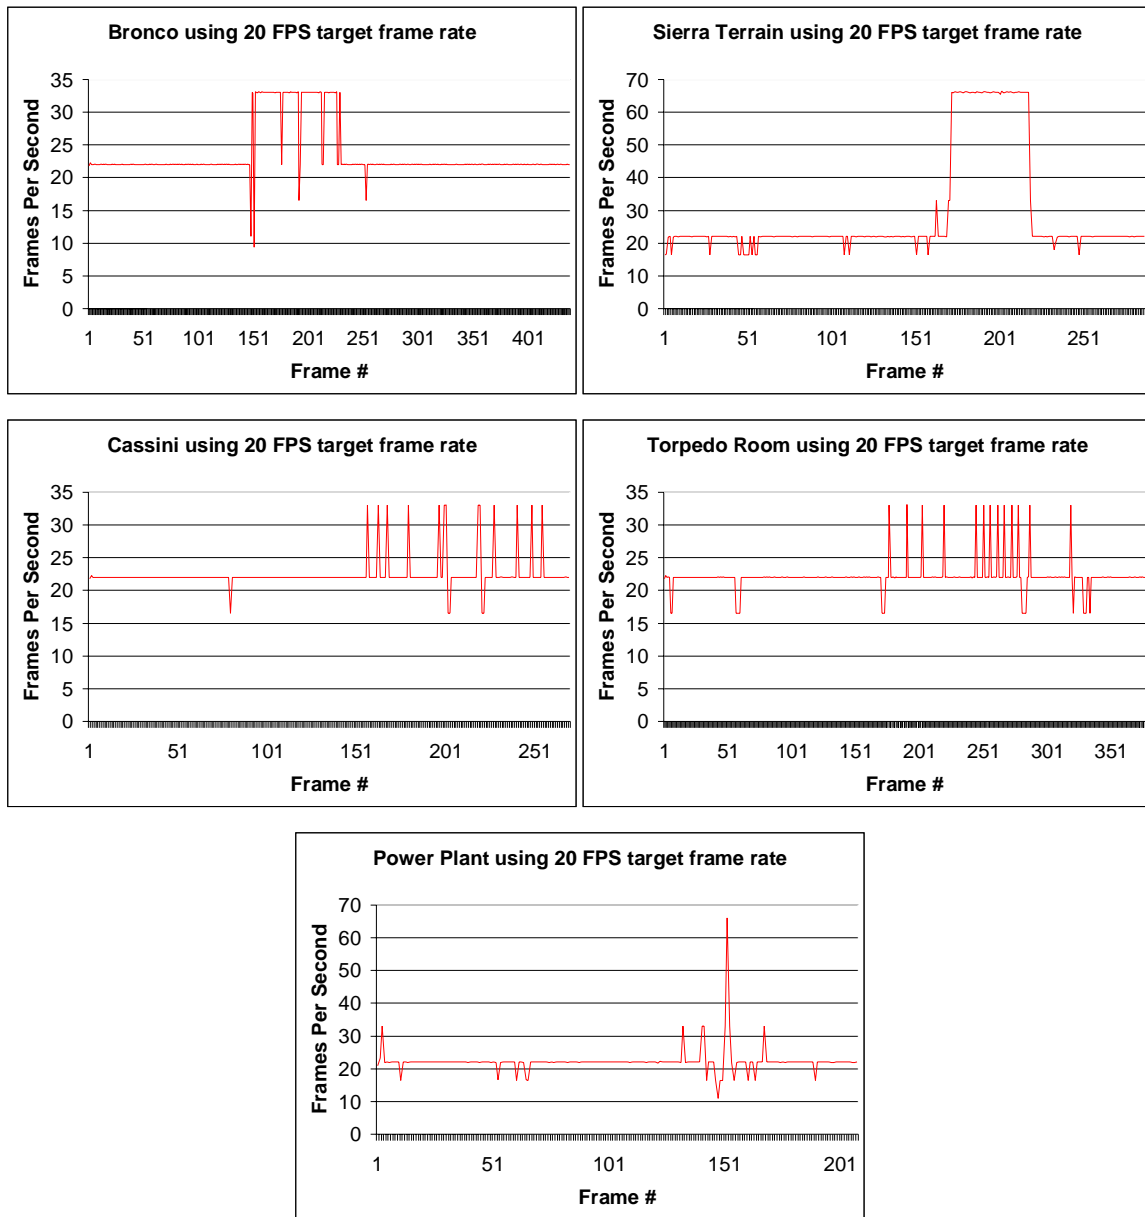 Bronco using 20 FPS target frame rate
Frames Per Second
35
30
25
20
15
10
5
0
1 51 101 151 201 251 301 351 401
Frame #
Sierra Terrain using 20 FPS target frame rate
Frames Per Second
70
60
50
40
30
20
10
0
1 51 101 151 201 251
Frame #
Cassini using 20 FPS target frame rate
Frames Per Second
35
30
25
20
15
10
5
0
1 51 101 151 201 251
Frame #
Torpedo Room using 20 FPS target frame rate
Frames Per Second
35
30
25
20
15
10
5
0
1 51 101 151 201 251 301 351
Frame #
Power Plant using 20 FPS target frame rate
Frames Per Second
70
60
50
40
30
20
10
0
1 51 101 151 201
Frame #